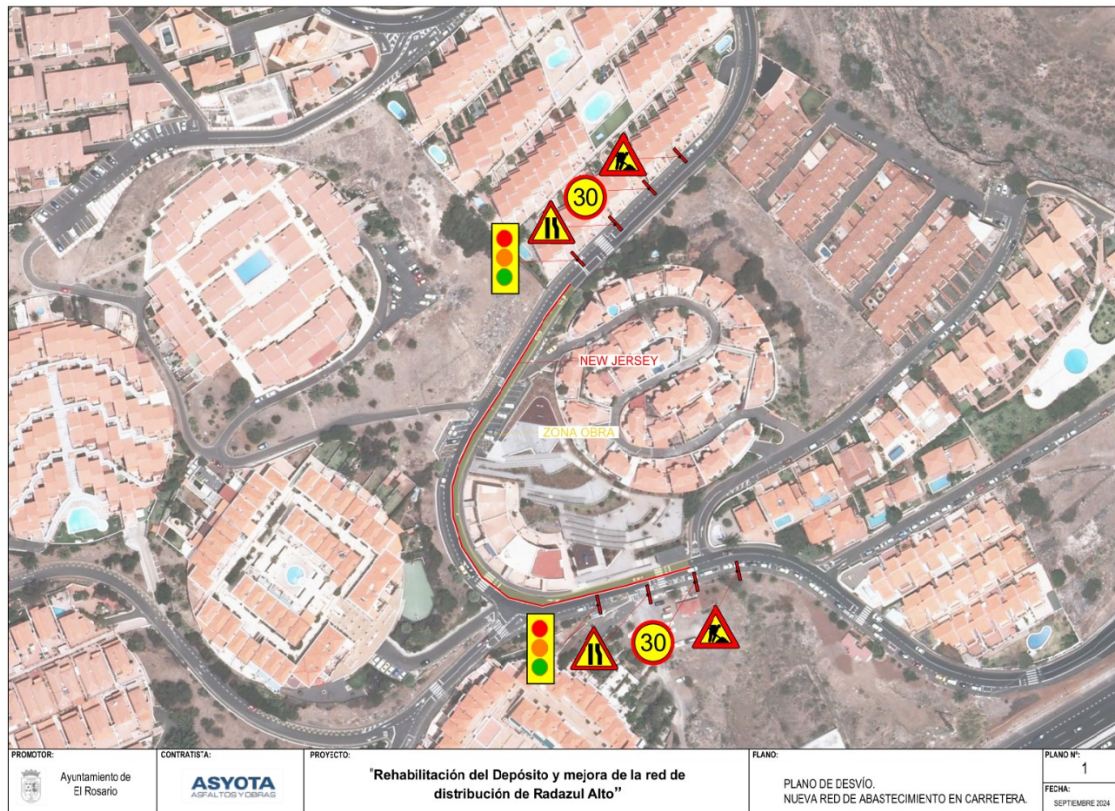 30
NEW JERSEY
ZONA OBRA
30
PROMOTOR:
Ayuntamiento de
El Rosario
CONTRATISTA:
ASYOTA
ASFALTOS Y OBRAS
PROYECTO:
"Rehabilitación del Depósito y mejora de la red de
distribución de Radazul Alto”
PLANO:
PLANO DE DESVÍO.
NUEVA RED DE ABASTECIMIENTO EN CARRETERA.
PLANO Nº:
1
FECHA:
SEPTIEMBRE 2024